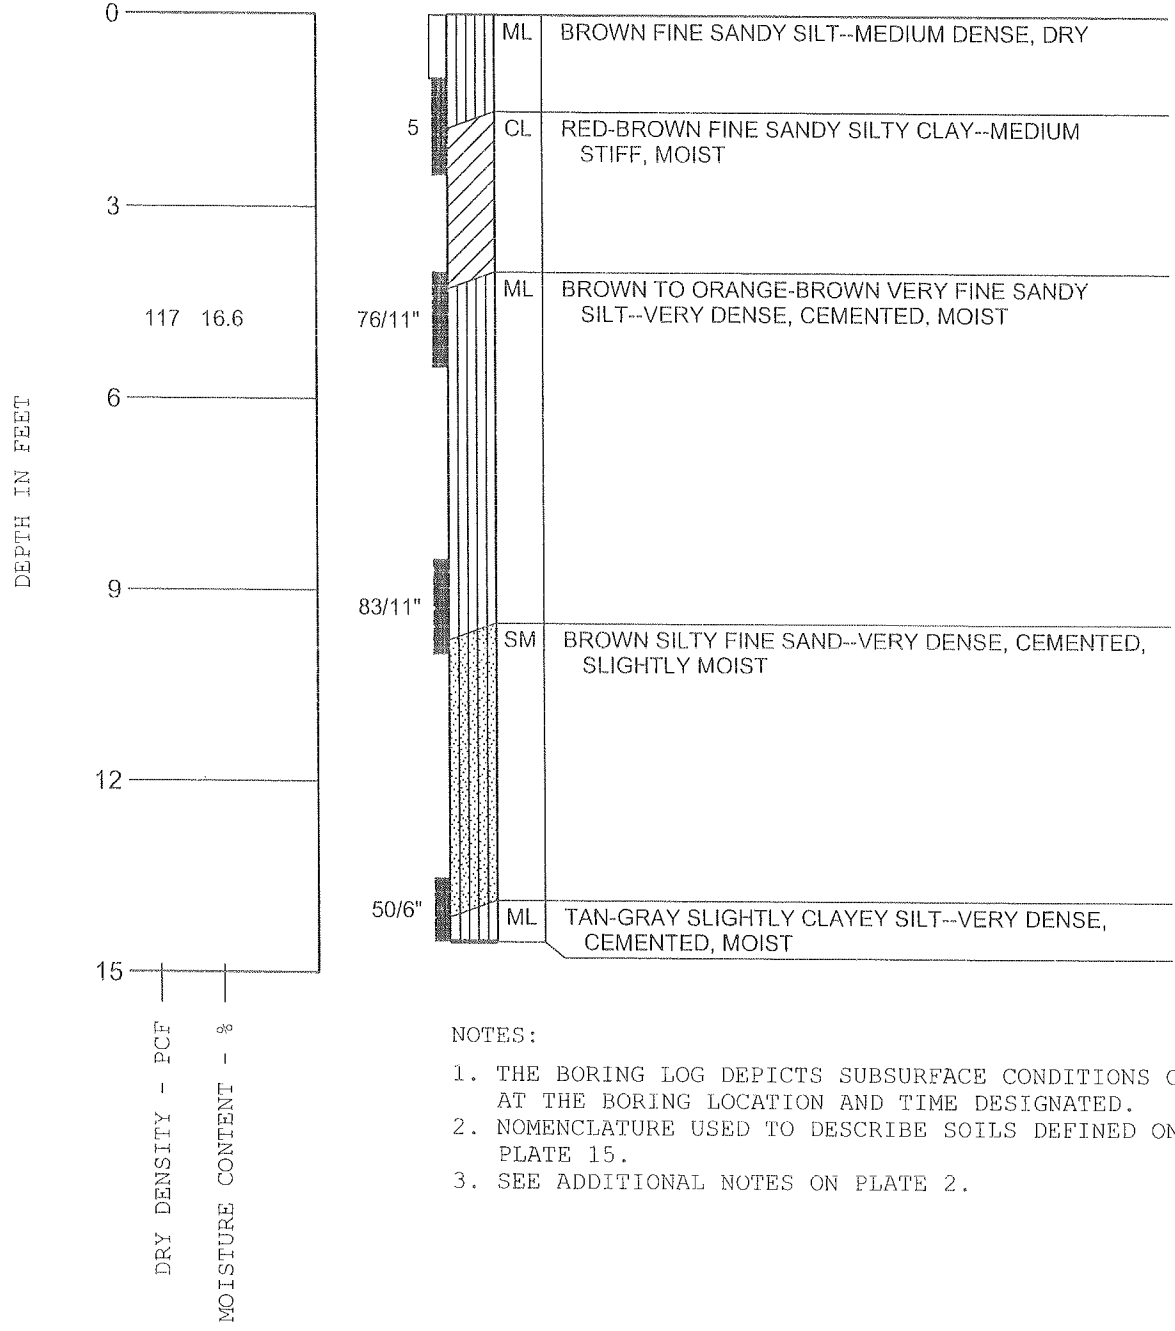 0
ML BROWN FINE SANDY SILT--MEDIUM DENSE, DRY
5 CL RED-BROWN FINE SANDY SILTY CLAY--MEDIUM
STIFF, MOIST
3
ML BROWN TO ORANGE-BROWN VERY FINE SANDY
117 16.6 76/11" SILT--VERY DENSE, CEMENTED, MOIST
6
DEPTH IN FEET
9
83/11"
SM BROWN SILTY FINE SAND--VERY DENSE, CEMENTED,
SLIGHTLY MOIST
12
50/6" ML TAN-GRAY SLIGHTLY CLAYEY SILT--VERY DENSE,
CEMENTED, MOIST
15
DRY DENSITY - PCF
MOISTURE CONTENT - %
NOTES:
1. THE BORING LOG DEPICTS SUBSURFACE CONDITIONS
AT THE BORING LOCATION AND TIME DESIGNATED.
2. NOMENCLATURE USED TO DESCRIBE SOILS DEFINED ON
PLATE 15.
3. SEE ADDITIONAL NOTES ON PLATE 2.